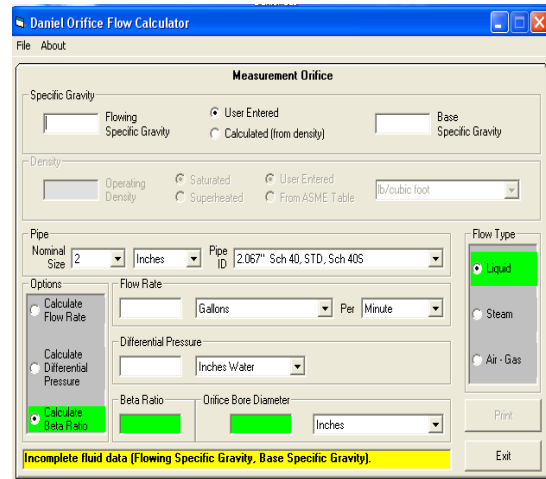 Daniel Orifice Flow Calculator
File About
Measurement Orifice
Specific Gravity
Flowing Specific Gravity
User Entered
Calculated (from density)
Base Specific Gravity
Density
Operating Density
Saturated
Superheated
User Entered
From ASME Table
lb/cubic foot
Pipe
Nominal Size 2 Inches Pipe ID 2.067" Sch 40, STD, Sch 40S
Flow Type
Liquid
Steam
Air - Gas
Options
Calculate Flow Rate
Calculate Differential Pressure
Calculate Beta Ratio
Flow Rate
Gallons Per Minute
Differential Pressure
Inches Water
Beta Ratio
Orifice Bore Diameter
Inches
Print
Exit
Incomplete fluid data (Flowing Specific Gravity, Base Specific Gravity).